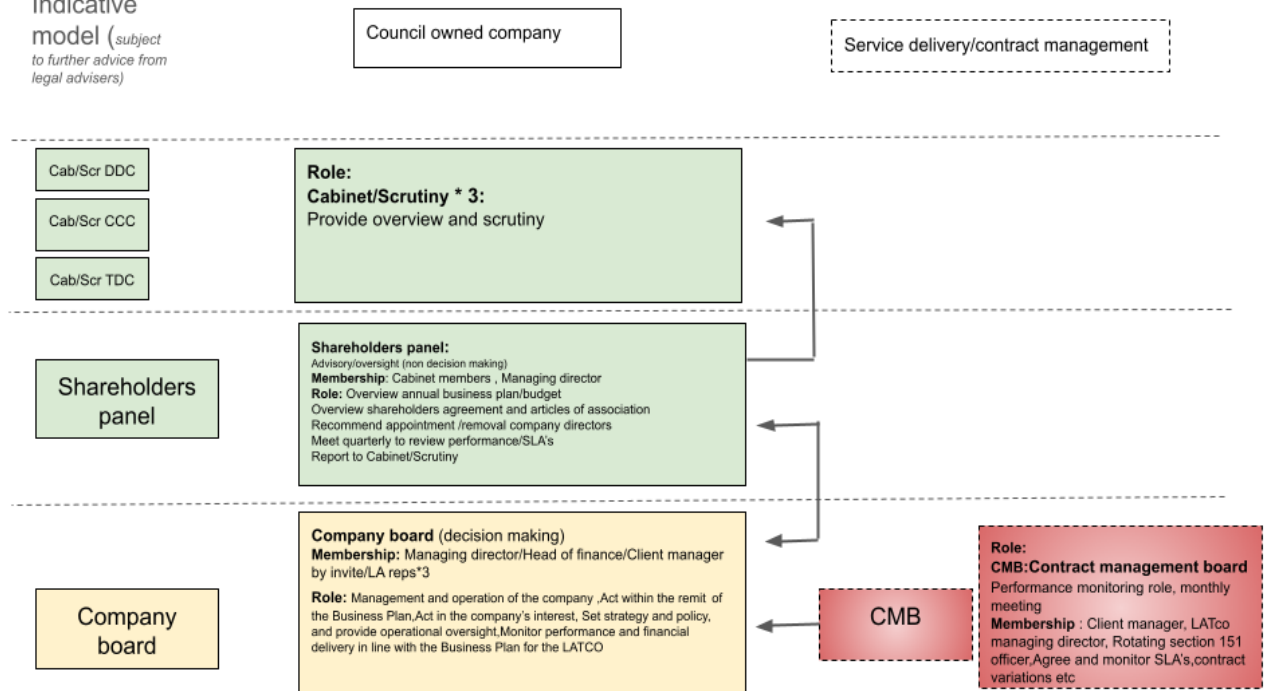 Indicative
model (subject
to further advice from
legal advisers)
Council owned company
Service delivery/contract management
Cab/Scr DDC
Cab/Scr CCC
Cab/Scr TDC
Role:
Cabinet/Scrutiny * 3:
Provide overview and scrutiny
Shareholders
panel
Shareholders panel:
Advisory/oversight (non decision making)
Membership: Cabinet members , Managing director
Role: Overview annual business plan/budget
Overview shareholders agreement and articles of association
Recommend appointment /removal company directors
Meet quarterly to review performance/SLA's
Report to Cabinet/Scrutiny
Company
board
Company board (decision making)
Membership: Managing director/Head of finance/Client manager
by invite/LA reps*3
Role: Management and operation of the company ,Act within the remit of
the Business Plan,Act in the company's interest, Set strategy and policy,
and provide operational oversight,Monitor performance and financial
delivery in line with the Business Plan for the LATCO
CMB
Role:
CMB:Contract management board
Performance monitoring role, monthly
meeting
Membership : Client manager, LATco
managing director, Rotating section 151
officer,Agree and monitor SLA's,contract
variations etc